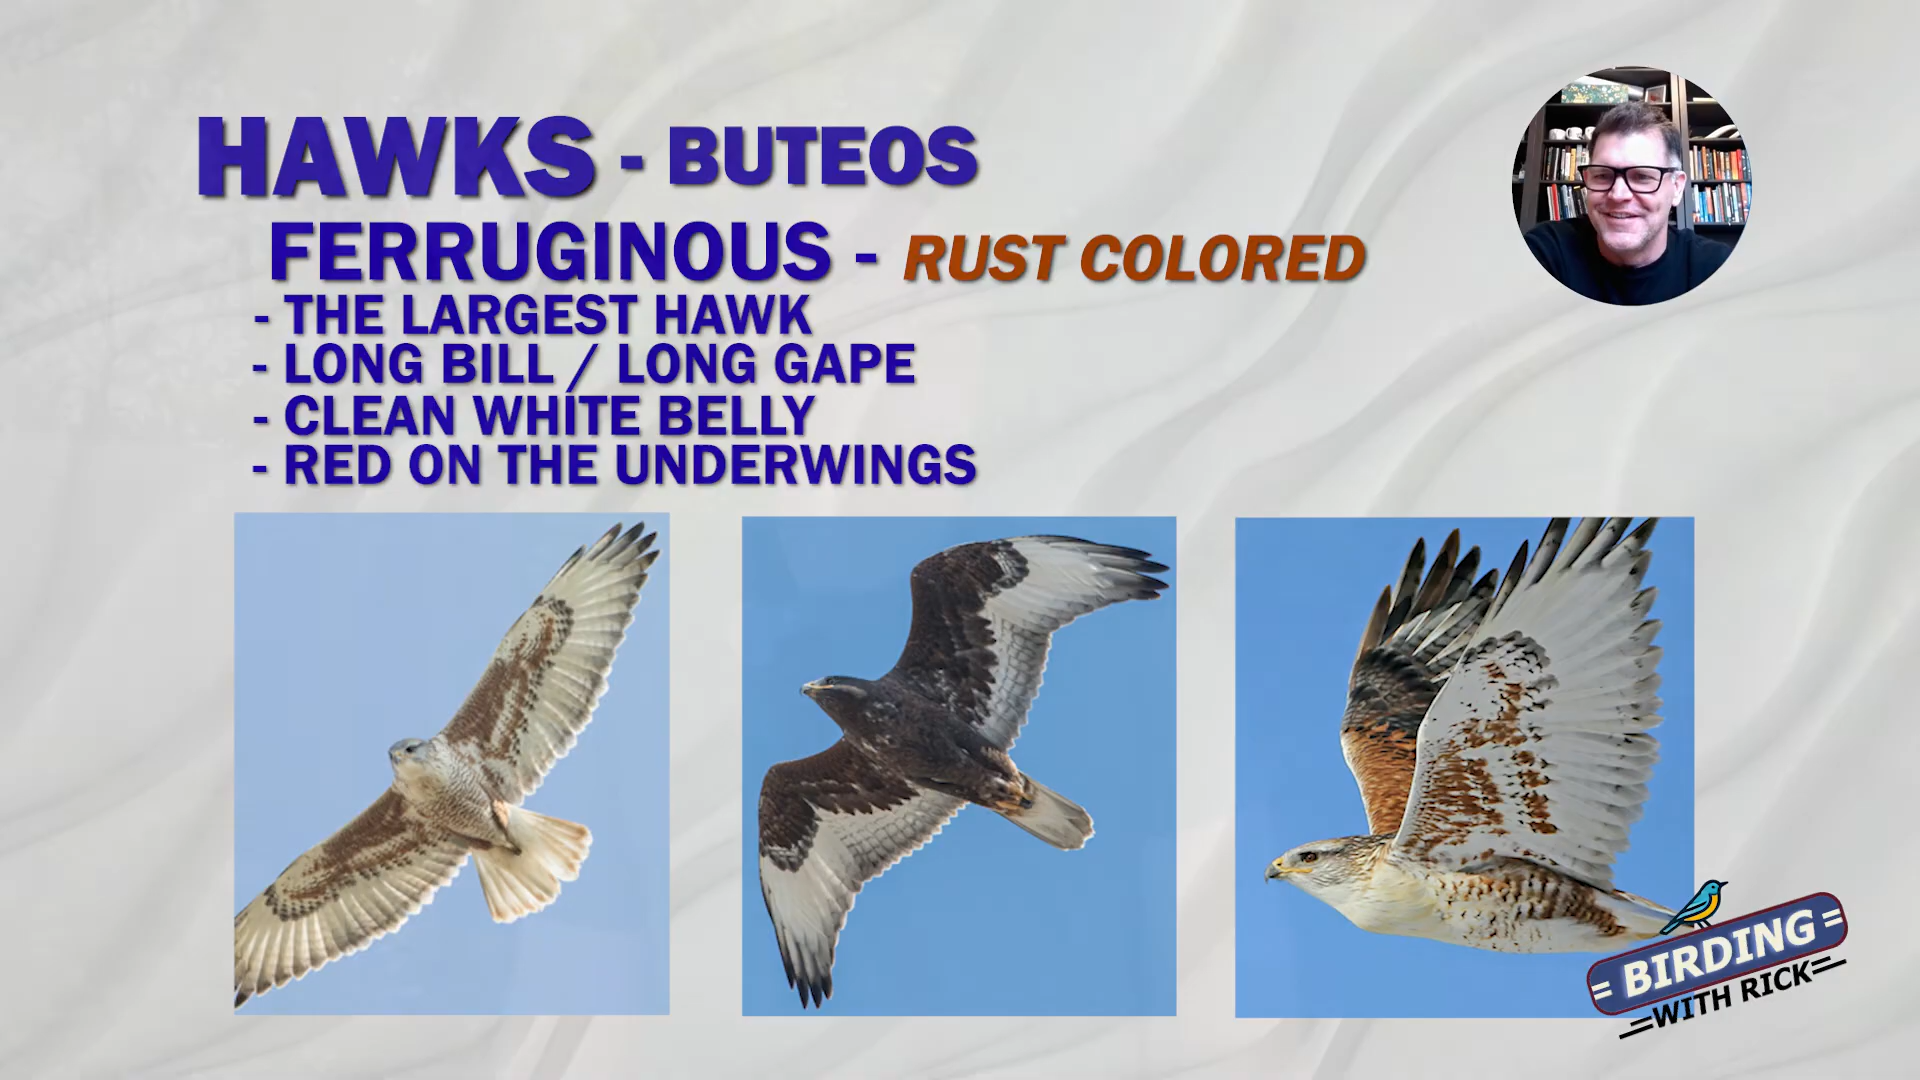 HAWKS - BUTEOS
FERRUGINOUS - RUST COLORED
- THE LARGEST HAWK
- LONG BILL / LONG GAPE
- CLEAN WHITE BELLY
- RED ON THE UNDERWINGS
BIRDING
WITH RICK